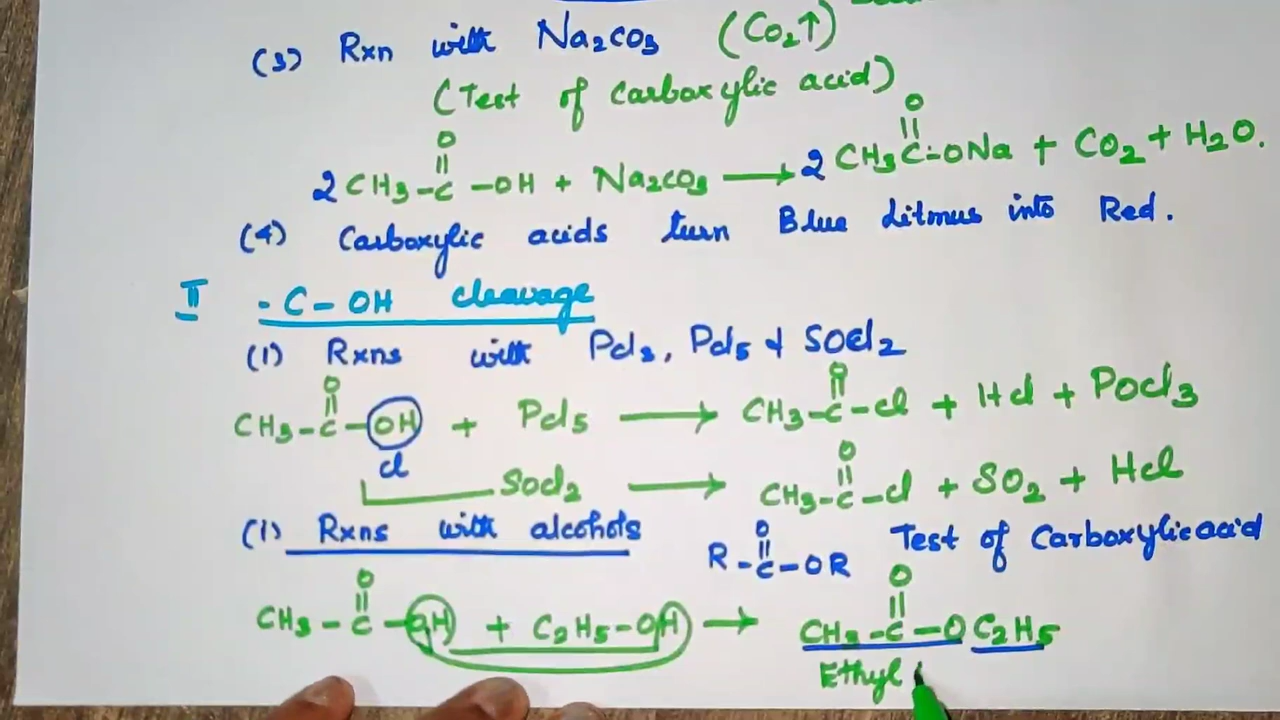 (3) Rxn with Na2CO3 (CO2↑)
(Test of carboxylic acid)
O O
2 CH3-C-OH + Na2CO3 → 2 CH3C-ONa + CO2 + H2O.
(4) Carboxylic acids turn Blue Litmus into Red.
II -C-OH cleavage
(1) Rxns with PCl3, PCl5 & SOCl2
O O
CH3-C-OH + PCl5 → CH3-C-Cl + HCl + POCl3
Cl O
SOCl2 → CH3-C-Cl + SO2 + HCl
(1) Rxns with alcohols
O
R-C-OR
Test of Carboxylic acid
O O
CH3-C-OH + C2H5-OH → CH3-C-O C2H5
Ethyl